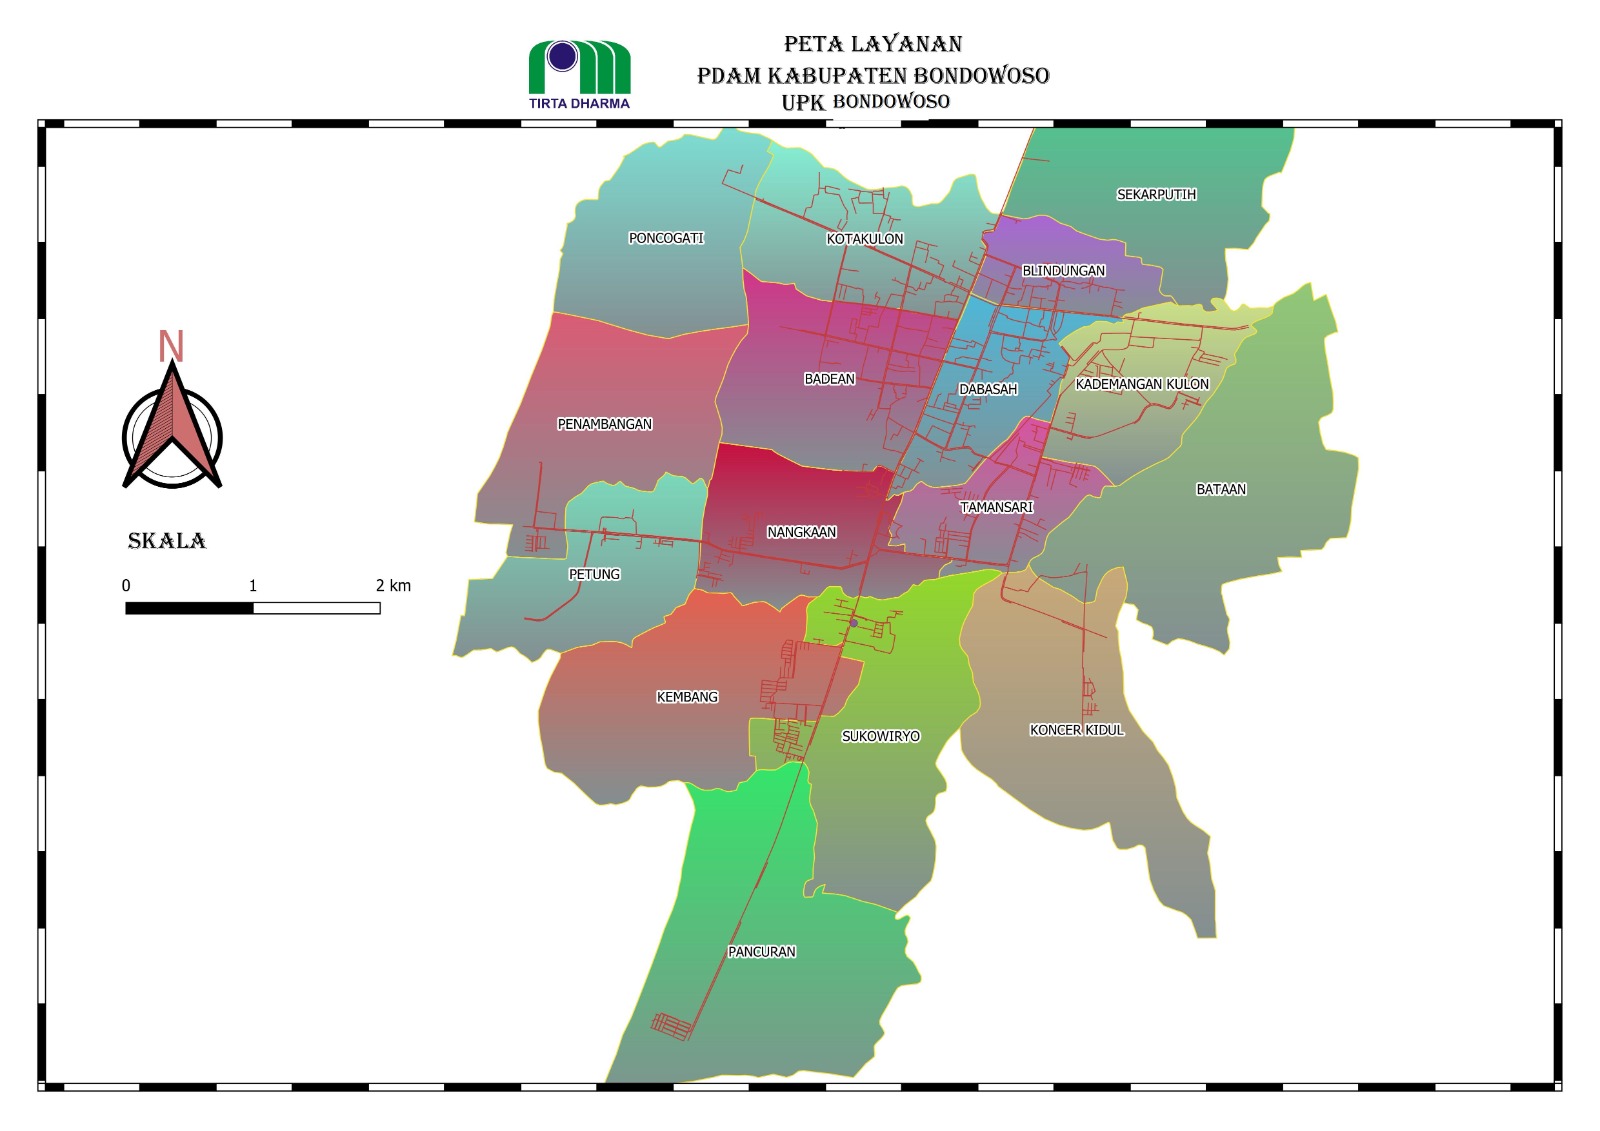 PETA LAYANAN
PDAM KABUPATEN BONDOWOSO
UPK BONDOWOSO
TIRTA DHARMA
SEKARPUTIH
PONCOGATI
KOTAKULON
BLINDUNGAN
N
BADEAN
DABASAH
KADEMANGAN KULON
PENAMBANGAN
BATAAN
TAMANSARI
NANGKAAN
SKALA
PETUNG
0 1 2 km
KEMBANG
SUKOWIRYO
KONCER KIDUL
PANCURAN